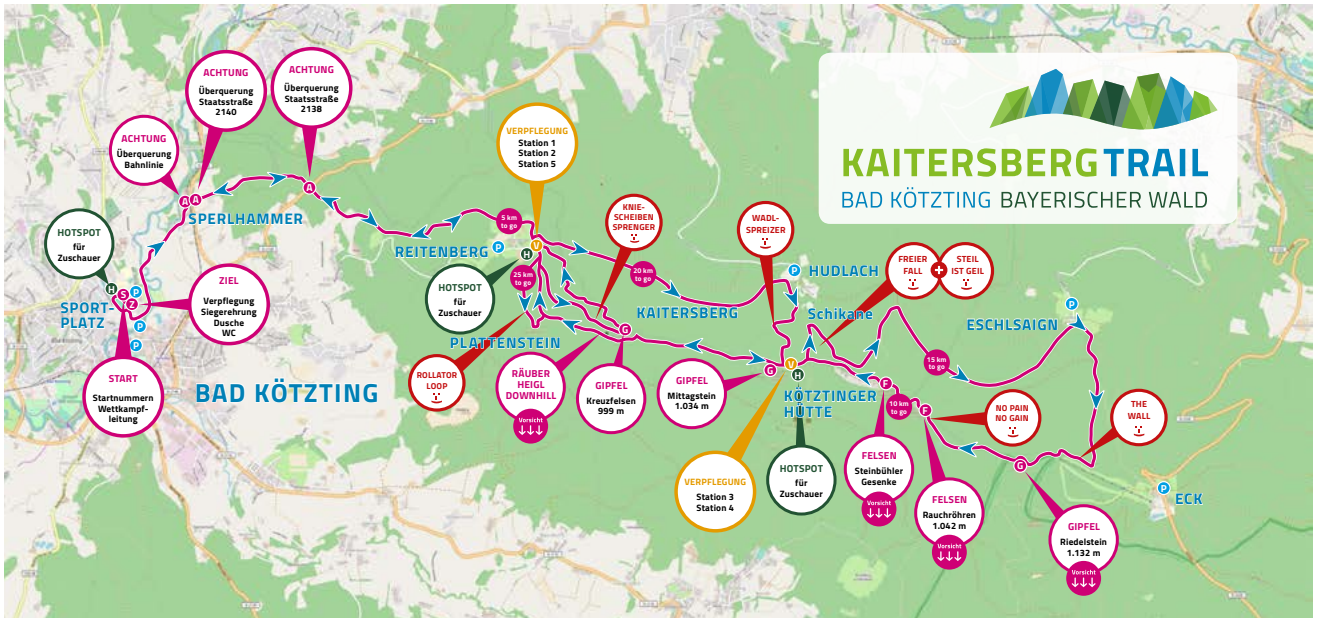 KAITERSBERG TRAIL
BAD KÖTZTING BAYERISCHER WALD
ACHTUNG
Überquerung
Staatsstraße
2140
ACHTUNG
Überquerung
Staatsstraße
2138
ACHTUNG
Überquerung
Bahnlinie
VERPFLEGUNG
Station 1
Station 2
Station 5
HOTSPOT
für
Zuschauer
A
A
A
SPERLHAMMER
REITENBERG
P
5 km
to go
H
V
25 km
to go
KNIE-
SCHEIBEN
SPRENGER
20 km
to go
WADL-
SPREIZER
P
HUDLACH
FREIER
FALL
+
STEIL
IST GEIL
HOTSPOT
für
Zuschauer
H
S
Z
P
P
P
SPORT-
PLATZ
ZIEL
Verpflegung
Siegerehrung
Dusche
WC
KAITERSBERG
Schikane
ESCHLSAIGN
P
PLATTENSTEIN
G
START
Startnummern
Wettkampf-
leitung
BAD KÖTZTING
ROLLATOR
LOOP
RÄUBER
HEIGL
DOWNHILL
Vorsicht
GIPFEL
Kreuzfelsen
999 m
GIPFEL
Mittagstein
1.034 m
G
V
H
KÖTZTINGER
HÜTTE
15 km
to go
F
10 km
to go
F
NO PAIN
NO GAIN
THE
WALL
VERPFLEGUNG
Station 3
Station 4
HOTSPOT
für
Zuschauer
FELSEN
Steinbühler
Gesenke
Vorsicht
FELSEN
Rauchröhren
1.042 m
Vorsicht
G
GIPFEL
Riedelstein
1.132 m
Vorsicht
P
ECK